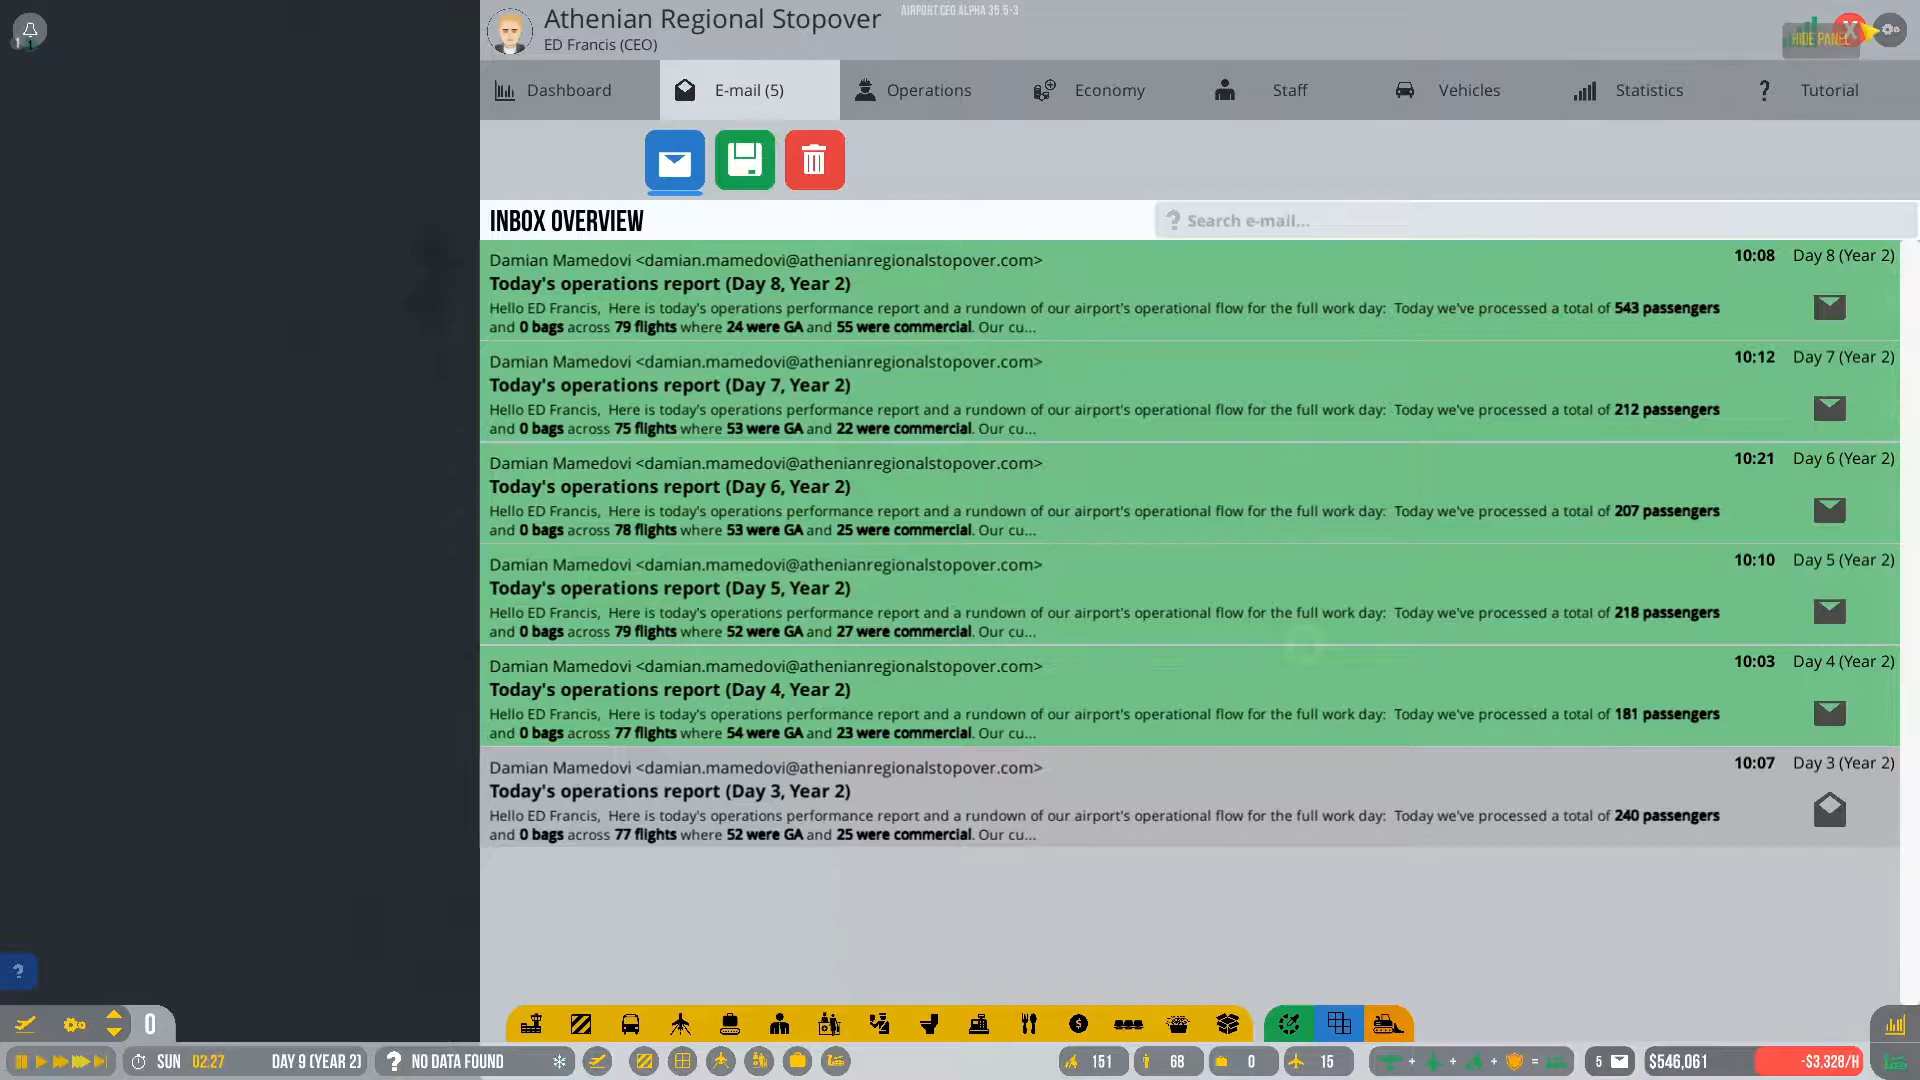 AIRPORT CEO ALPHA 35.5-3
Athenian Regional Stopover
ED Francis (CEO)
HIDE PANEL
X
1
1
Dashboard
E-mail (5)
Operations
Economy
Staff
Vehicles
Statistics
? Tutorial
INBOX OVERVIEW
? Search e-mail...
Damian Mamedovi <damian.mamedovi@athenianregionalstopover.com>
10:08 Day 8 (Year 2)
Today's operations report (Day 8, Year 2)
Hello ED Francis, Here is today's operations performance report and a rundown of our airport's operational flow for the full work day: Today we've processed a total of 543 passengers
and 0 bags across 79 flights where 24 were GA and 55 were commercial. Our cu...
Damian Mamedovi <damian.mamedovi@athenianregionalstopover.com>
10:12 Day 7 (Year 2)
Today's operations report (Day 7, Year 2)
Hello ED Francis, Here is today's operations performance report and a rundown of our airport's operational flow for the full work day: Today we've processed a total of 212 passengers
and 0 bags across 75 flights where 53 were GA and 22 were commercial. Our cu...
Damian Mamedovi <damian.mamedovi@athenianregionalstopover.com>
10:21 Day 6 (Year 2)
Today's operations report (Day 6, Year 2)
Hello ED Francis, Here is today's operations performance report and a rundown of our airport's operational flow for the full work day: Today we've processed a total of 207 passengers
and 0 bags across 78 flights where 53 were GA and 25 were commercial. Our cu...
Damian Mamedovi <damian.mamedovi@athenianregionalstopover.com>
10:10 Day 5 (Year 2)
Today's operations report (Day 5, Year 2)
Hello ED Francis, Here is today's operations performance report and a rundown of our airport's operational flow for the full work day: Today we've processed a total of 218 passengers
and 0 bags across 79 flights where 52 were GA and 27 were commercial. Our cu...
Damian Mamedovi <damian.mamedovi@athenianregionalstopover.com>
10:03 Day 4 (Year 2)
Today's operations report (Day 4, Year 2)
Hello ED Francis, Here is today's operations performance report and a rundown of our airport's operational flow for the full work day: Today we've processed a total of 181 passengers
and 0 bags across 77 flights where 54 were GA and 23 were commercial. Our cu...
Damian Mamedovi <damian.mamedovi@athenianregionalstopover.com>
10:07 Day 3 (Year 2)
Today's operations report (Day 3, Year 2)
Hello ED Francis, Here is today's operations performance report and a rundown of our airport's operational flow for the full work day: Today we've processed a total of 240 passengers
and 0 bags across 77 flights where 52 were GA and 25 were commercial. Our cu...
?
0
SUN 02:27 DAY 9 (YEAR 2)
? NO DATA FOUND
151
68
0
15
+ + + =
5
$546,061
-$3,328/H